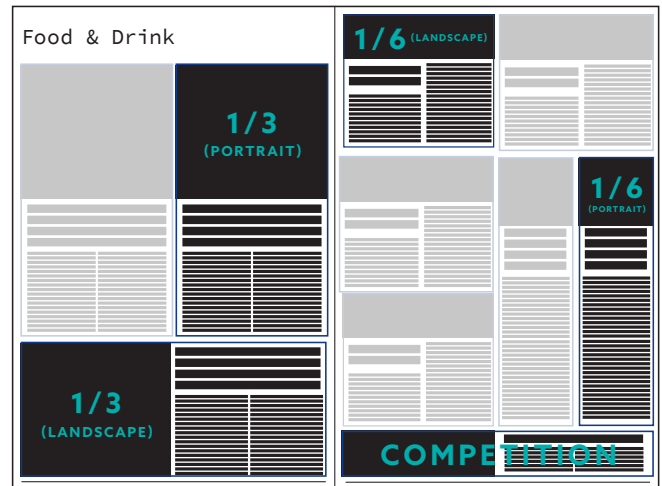 Food & Drink
1/3
(PORTRAIT)
1/3
(LANDSCAPE)
1/6 (LANDSCAPE)
1/6
(PORTRAIT)
COMPETITION